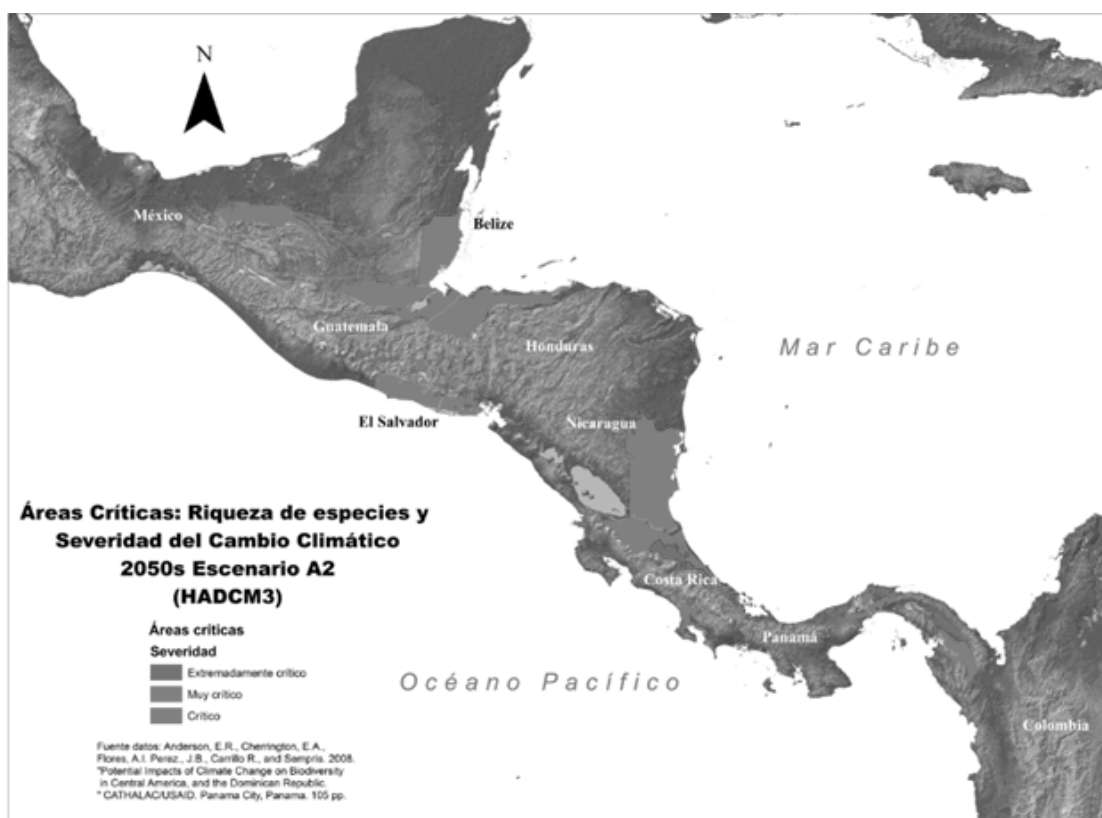 N
México
Belize
Guatemala
Honduras
Mar Caribe
El Salvador
Nicaragua
Áreas Críticas: Riqueza de especies y
Severidad del Cambio Climático
2050s Escenario A2
(HADCM3)
Costa Rica
Panamá
Áreas críticas
Severidad
Extremadamente crítico
Muy crítico
Crítico
Océano Pacífico
Colombia
Fuente datos: Anderson, E.R., Cherrington, E.A.,
Flores, A.I. Perez., J.B., Carrillo R., and Sempris. 2008.
"Potential Impacts of Climate Change on Biodiversity
in Central America, and the Dominican Republic.
" CATHALAC/USAID. Panama City, Panama. 105 pp.